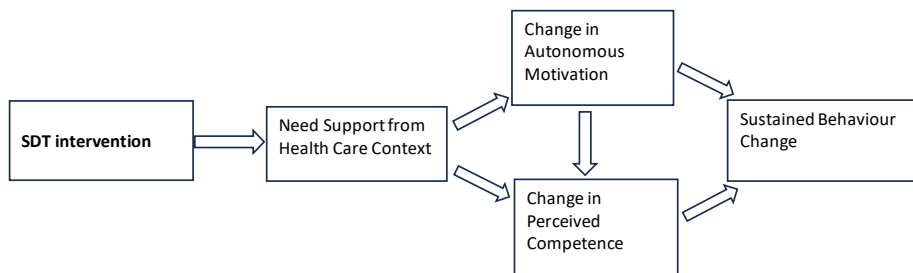 SDT intervention
Need Support from
Health Care Context
Change in
Autonomous
Motivation
Change in
Perceived
Competence
Sustained Behaviour
Change